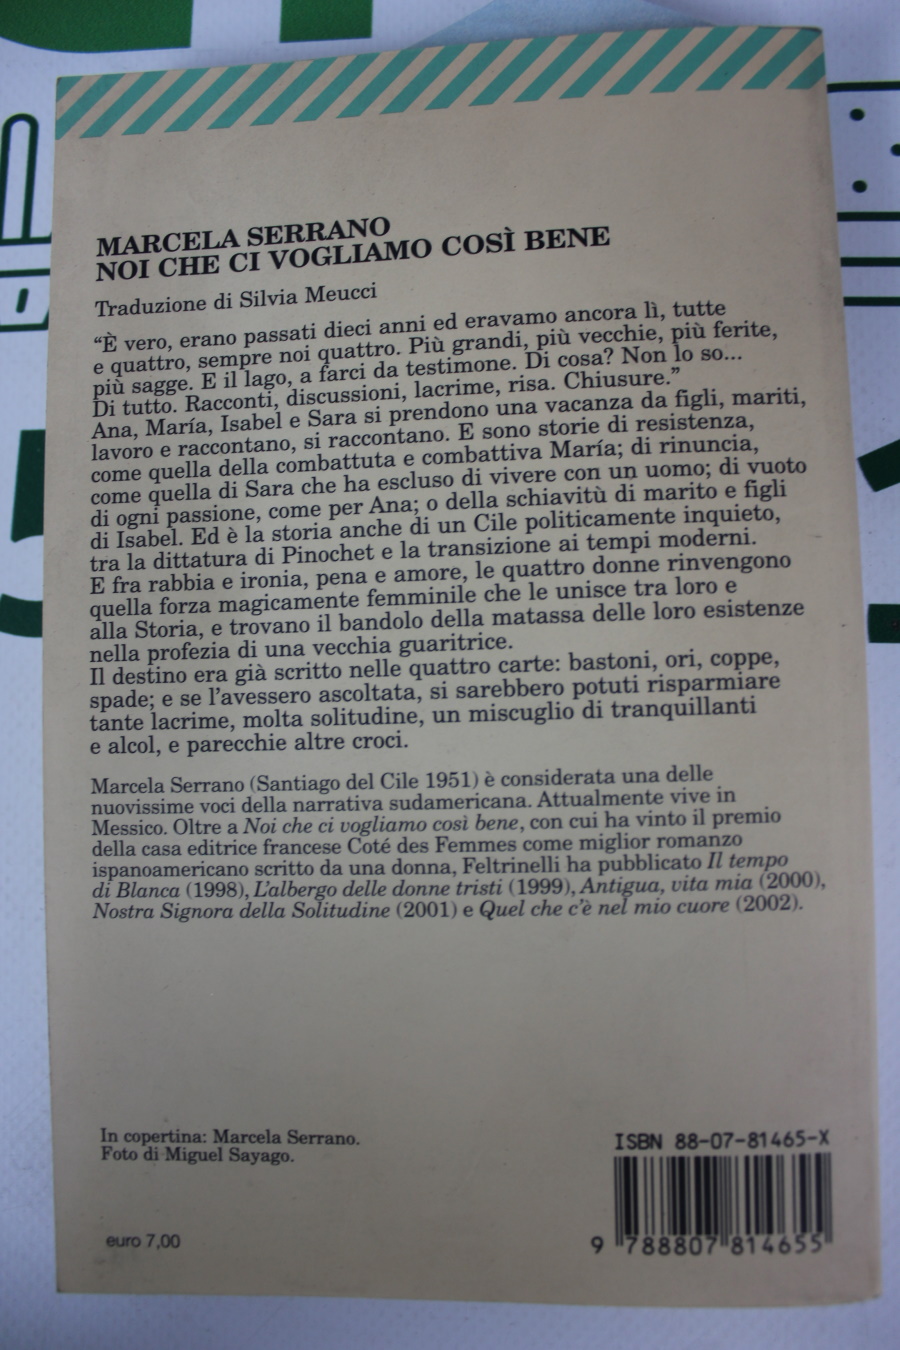 MARCELA SERRANO
NOI CHE CI VOGLIAMO COSÌ BENE
Traduzione di Silvia Meucci
“È vero, erano passati dieci anni ed eravamo ancora lì, tutte
e quattro, sempre noi quattro. Più grandi, più vecchie, più ferite,
più sagge. E il lago, a farci da testimone. Di cosa? Non lo so...
Di tutto. Racconti, discussioni, lacrime, risa. Chiusure.”
Ana, María, Isabel e Sara si prendono una vacanza da figli, mariti,
lavoro e raccontano, si raccontano. E sono storie di resistenza,
come quella della combattuta e combattiva María; di rinuncia,
come quella di Sara che ha escluso di vivere con un uomo; di vuoto
di ogni passione, come per Ana; o della schiavitù di marito e figli
di Isabel. Ed è la storia anche di un Cile politicamente inquieto,
tra la dittatura di Pinochet e la transizione ai tempi moderni.
E fra rabbia e ironia, pena e amore, le quattro donne rinvengono
quella forza magicamente femminile che le unisce tra loro e
alla Storia, e trovano il bandolo della matassa delle loro esistenze
nella profezia di una vecchia guaritrice.
Il destino era già scritto nelle quattro carte: bastoni, ori, coppe,
spade; e se l’avessero ascoltata, si sarebbero potuti risparmiare
tante lacrime, molta solitudine, un miscuglio di tranquillanti
e alcol, e parecchie altre croci.
Marcela Serrano (Santiago del Cile 1951) è considerata una delle
nuovissime voci della narrativa sudamericana. Attualmente vive in
Messico. Oltre a Noi che ci vogliamo così bene, con cui ha vinto il premio
della casa editrice francese Coté des Femmes come miglior romanzo
ispanoamericano scritto da una donna, Feltrinelli ha pubblicato Il tempo
di Blanca (1998), L’albergo delle donne tristi (1999), Antigua, vita mia (2000),
Nostra Signora della Solitudine (2001) e Quel che c’è nel mio cuore (2002).
In copertina: Marcela Serrano.
Foto di Miguel Sayago.
euro 7,00
ISBN 88-07-81465-X
9 788807 814655